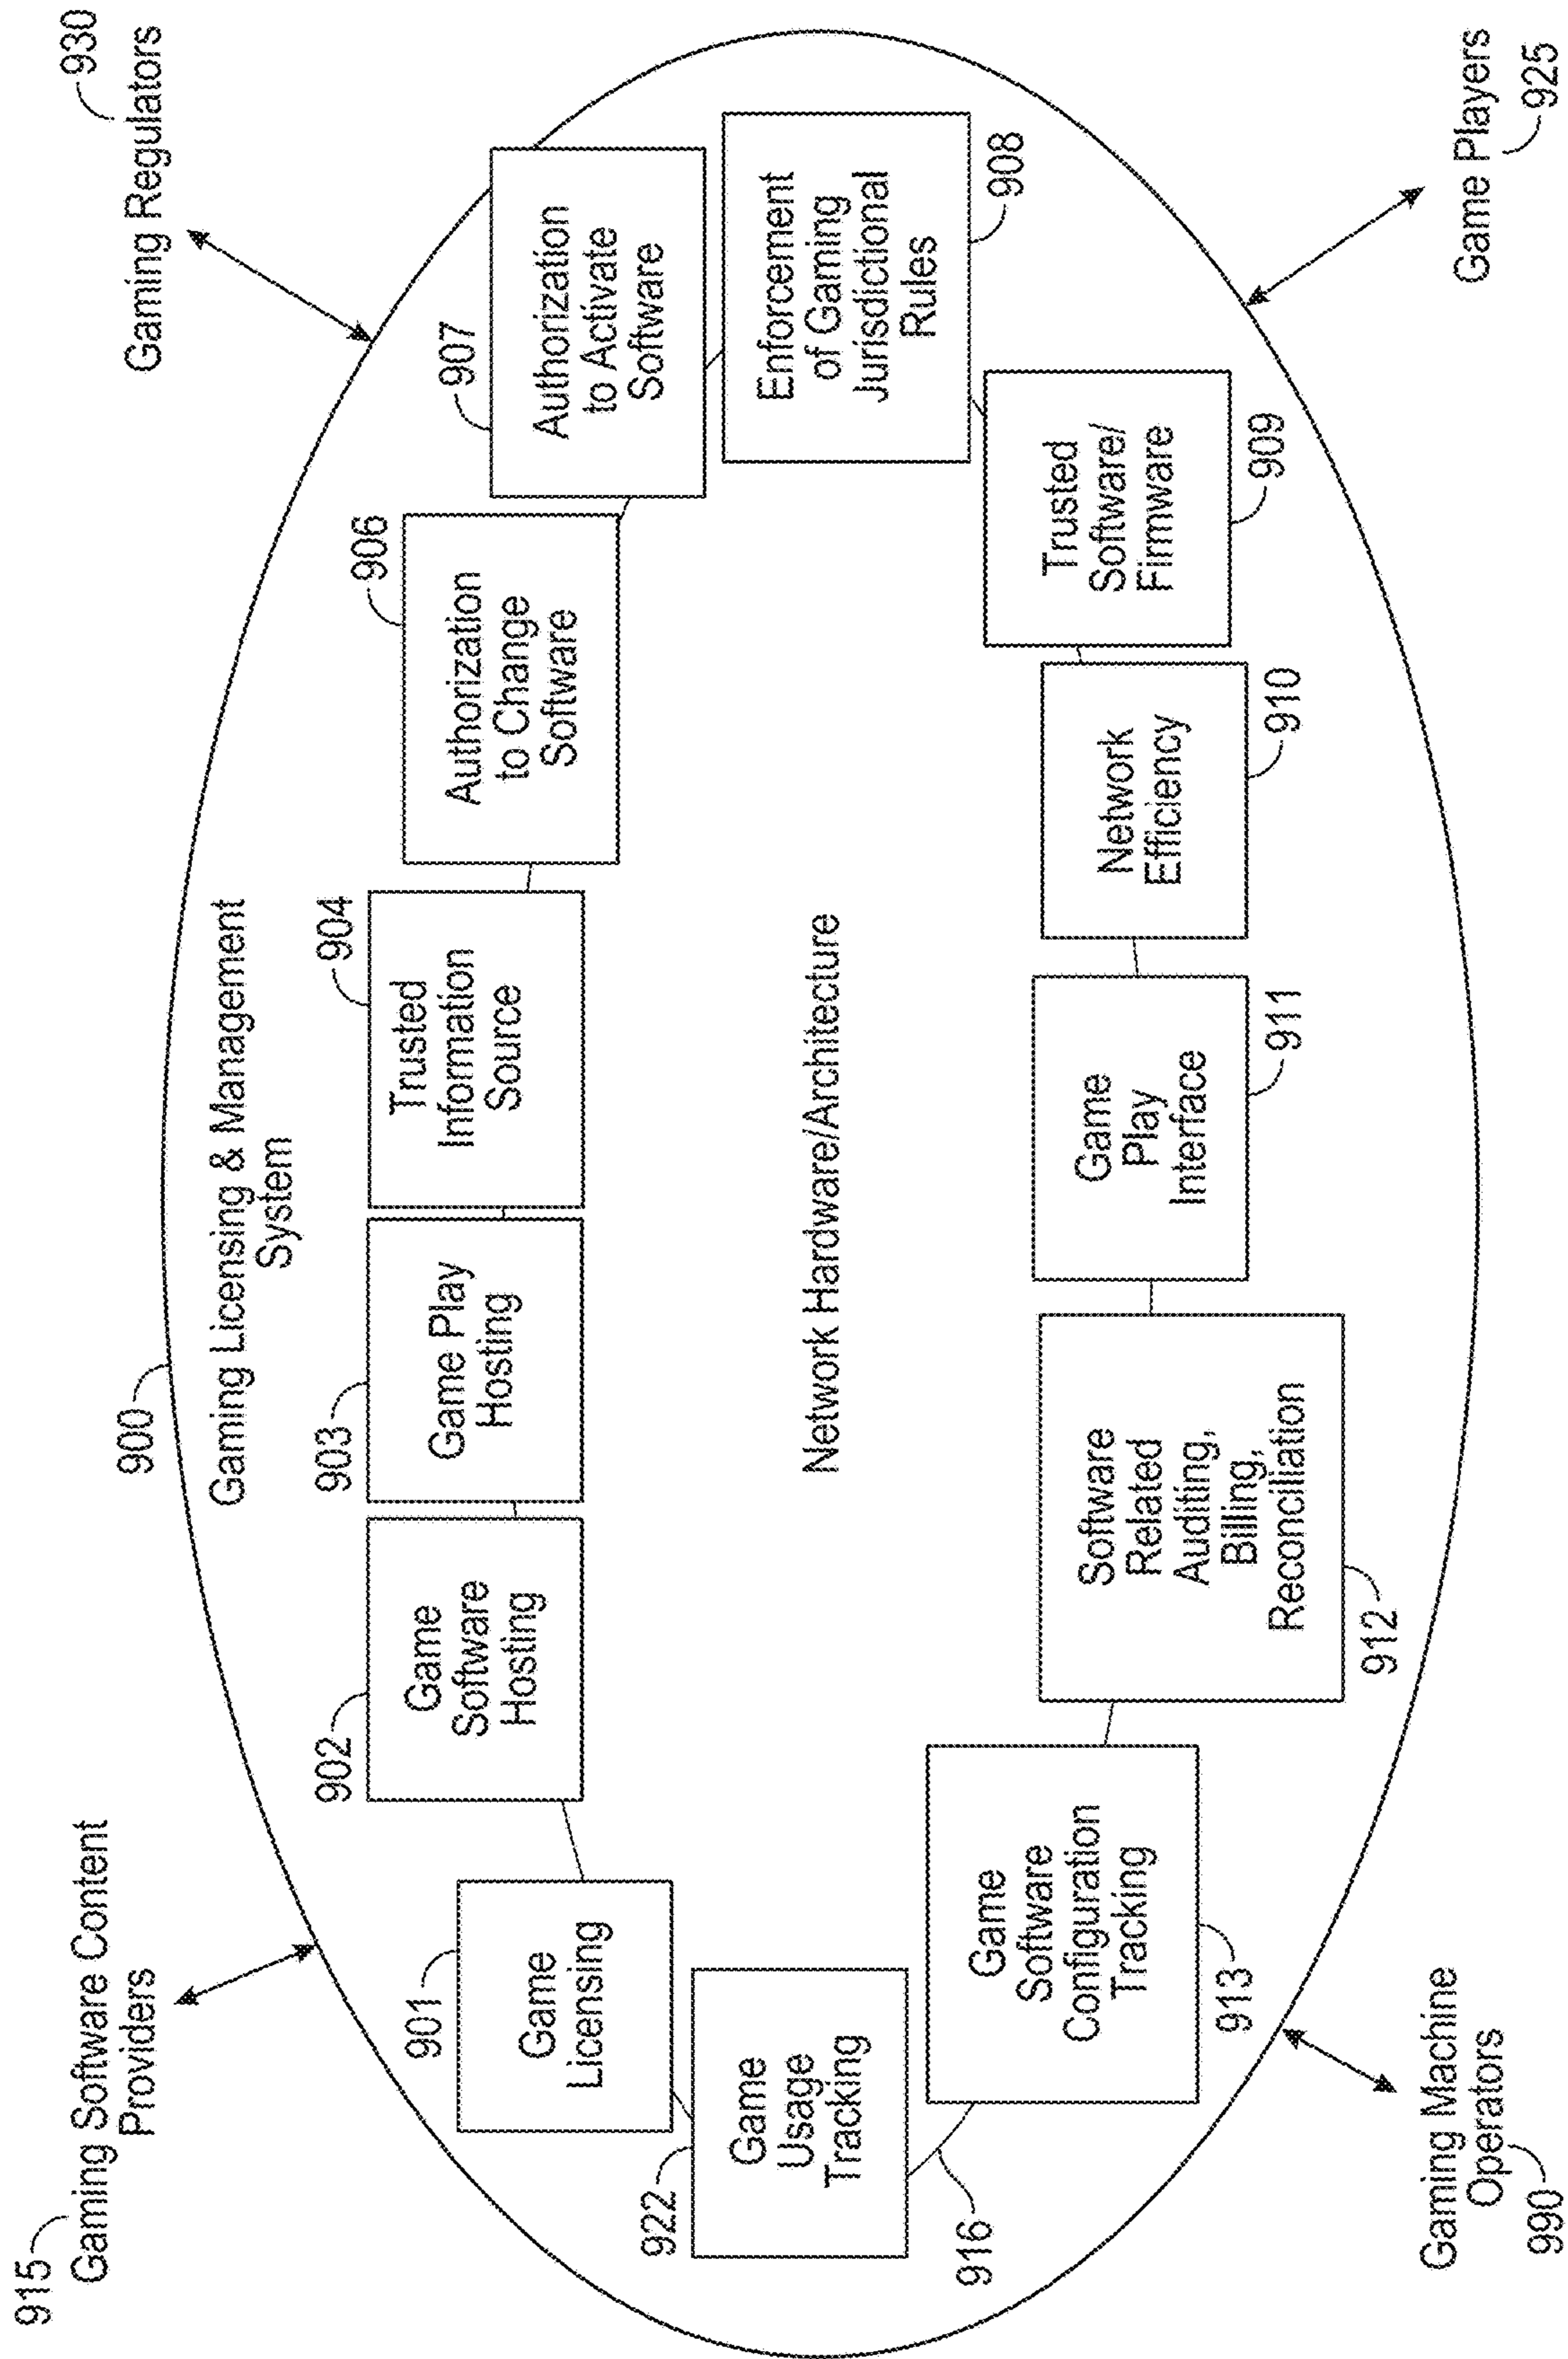 915
Gaming Software Content
Providers
930
Gaming Regulators
900
Gaming Licensing & Management
System
901
Game
Licensing
902
Game
Software
Hosting
903
Game Play
Hosting
904
Trusted
Information
Source
906
Authorization
to Change
Software
907
Authorization
to Activate
Software
922
Game
Usage
Tracking
Network Hardware/Architecture
Enforcement
of Gaming
Jurisdictional
Rules
908
916
Game
Software
Configuration
Tracking
913
Software
Related
Auditing,
Billing,
Reconciliation
912
Game
Play
Interface
911
Network
Efficiency
910
Trusted
Software/
Firmware
909
Gaming Machine
Operators
990
Game Players
925